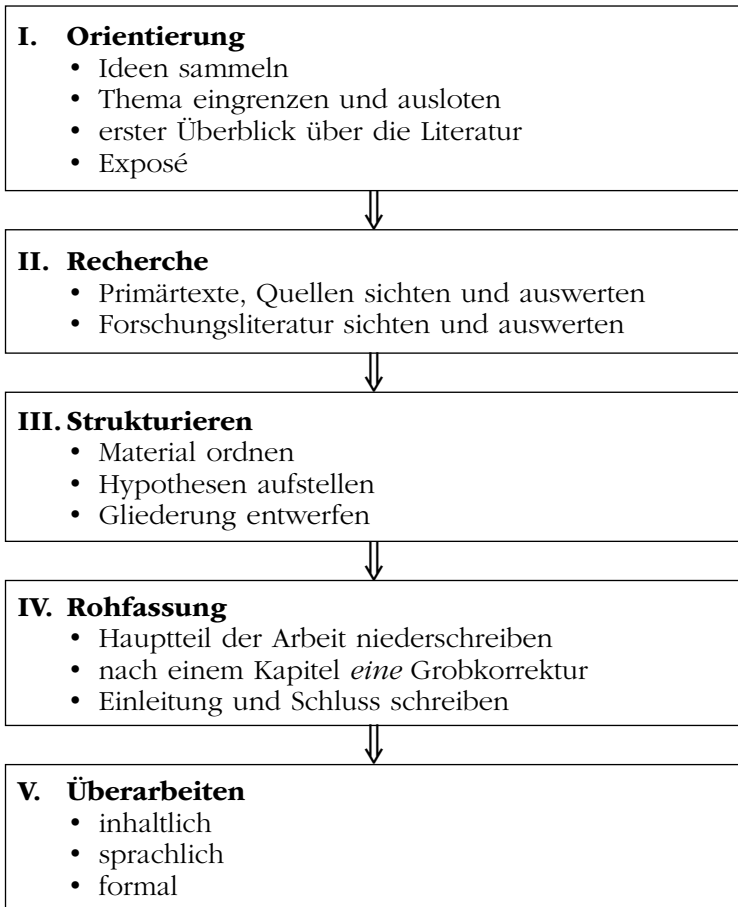 I. Orientierung
• Ideen sammeln
• Thema eingrenzen und ausloten
• erster Überblick über die Literatur
• Exposé
II. Recherche
• Primärtexte, Quellen sichten und auswerten
• Forschungsliteratur sichten und auswerten
III. Strukturieren
• Material ordnen
• Hypothesen aufstellen
• Gliederung entwerfen
IV. Rohfassung
• Hauptteil der Arbeit niederschreiben
• nach einem Kapitel eine Grobkorrektur
• Einleitung und Schluss schreiben
V. Überarbeiten
• inhaltlich
• sprachlich
• formal